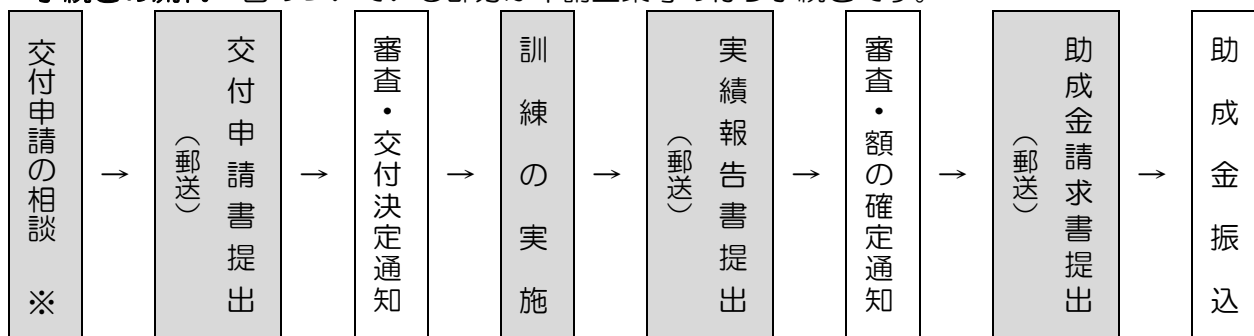 交付申請の相談 ※
→
交付申請書提出
（郵送）
→
審査・交付決定通知
→
訓練の実施
→
実績報告書提出
（郵送）
→
審査・額の確定通知
→
助成金請求書提出
（郵送）
→
助成金振込